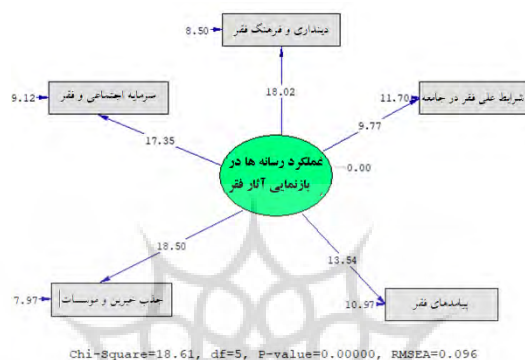 دینداری و فرهنگ فقر
8.50
18.02
سرمایه اجتماعی و فقر
9.12
شرایط علی فقر در جامعه
11.70
17.35
9.77
عملکرد رسانه ها در
بازنمایی آثار فقر
0.00
18.50
13.54
جذب خیرین و موسسات
7.97
پیامدهای فقر
10.97
Chi-Square=18.61, df=5, P-value=0.00000, RMSEA=0.096